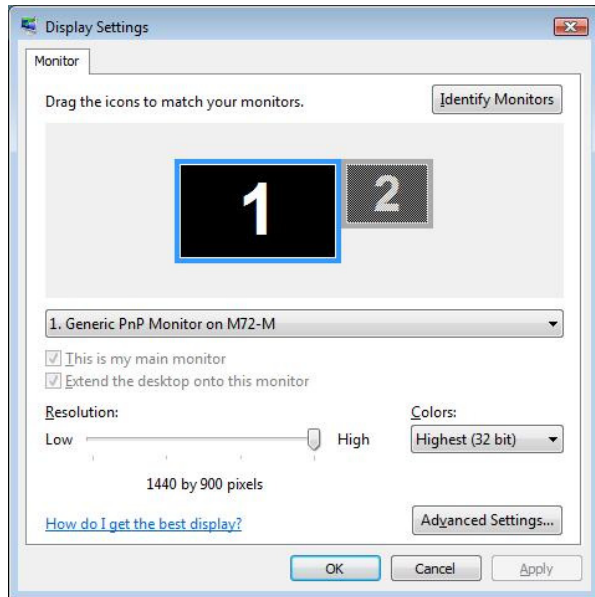 Display Settings
Monitor
Drag the icons to match your monitors.
Identify Monitors
1
2
1. Generic PnP Monitor on M72-M
This is my main monitor
Extend the desktop onto this monitor
Resolution:
Colors:
Low
High
Highest (32 bit)
1440 by 900 pixels
How do I get the best display?
Advanced Settings...
OK
Cancel
Apply